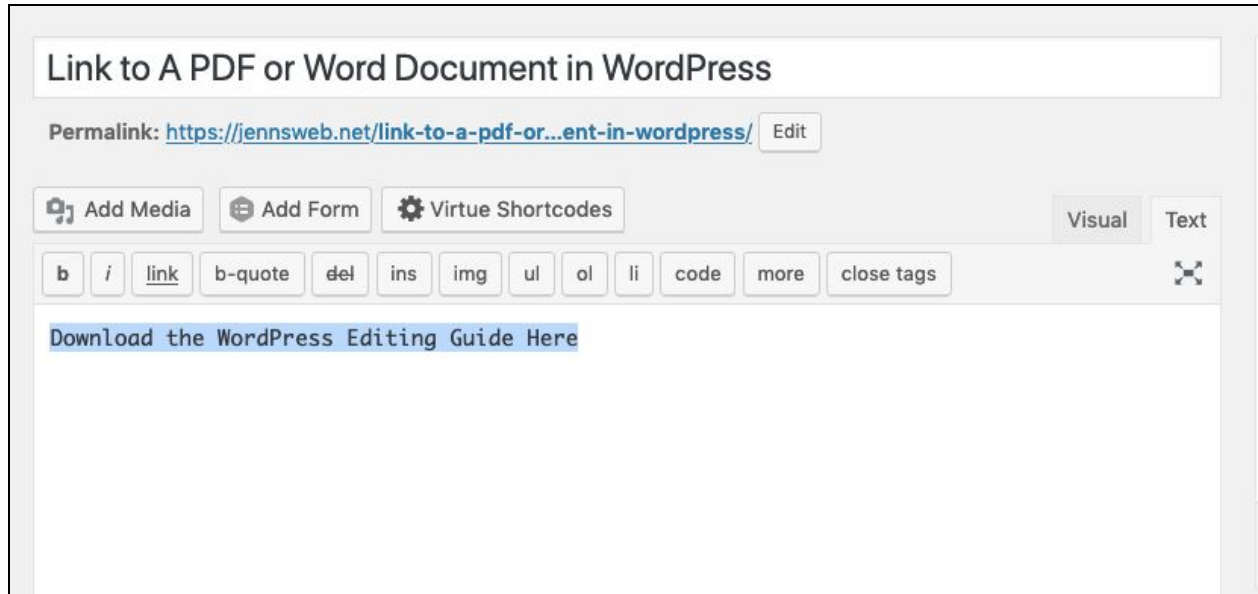 Link to A PDF or Word Document in WordPress
Permalink: https://jennsweb.net/link-to-a-pdf-or...ent-in-wordpress/ Edit
Add Media Add Form Virtue Shortcodes
Visual Text
b i link b-quote del ins img ul ol li code more close tags
Download the WordPress Editing Guide Here